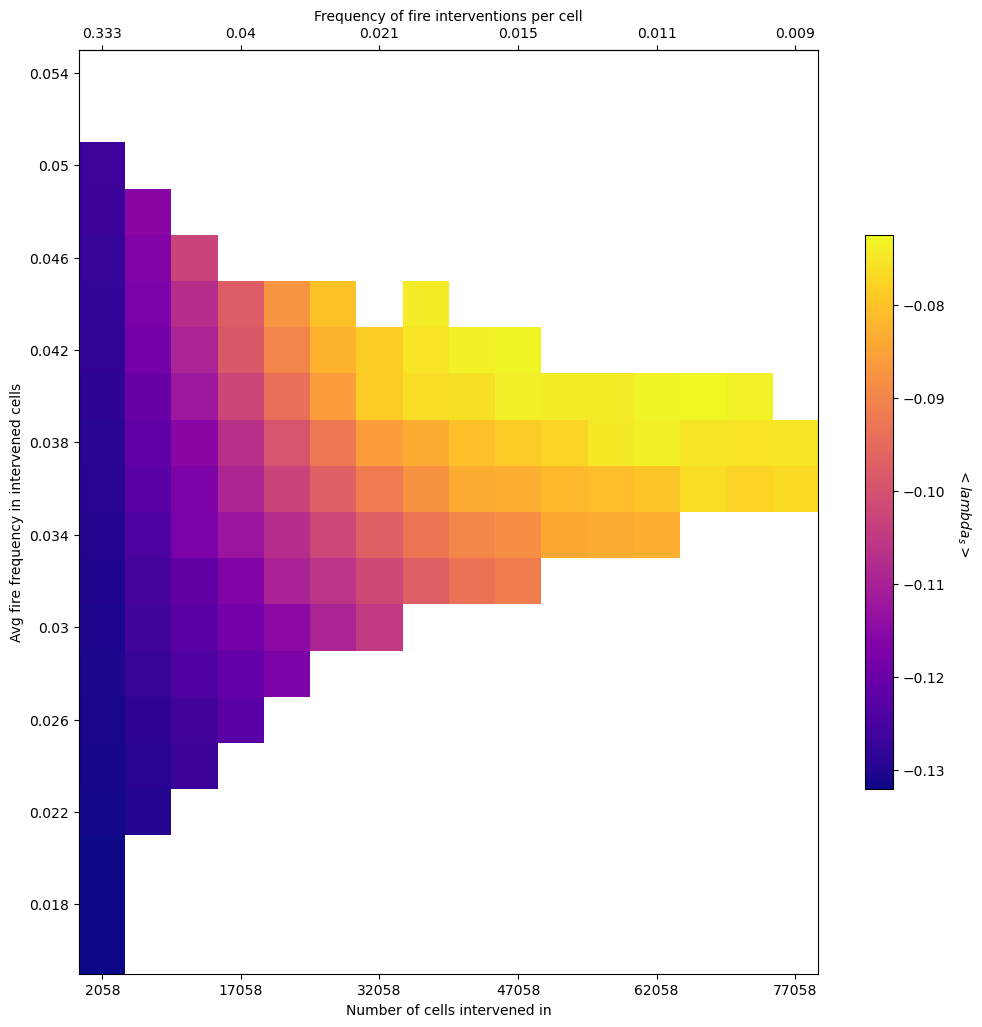 Frequency of fire interventions per cell
0.333 0.04 0.021 0.015 0.011 0.009
0.054
0.05
0.046
0.042
0.038
0.034
0.03
0.026
0.022
0.018
Avg fire frequency in intervened cells
2058 17058 32058 47058 62058 77058
Number of cells intervened in
−0.08
−0.09
−0.10
−0.11
−0.12
−0.13
< lambda_s >